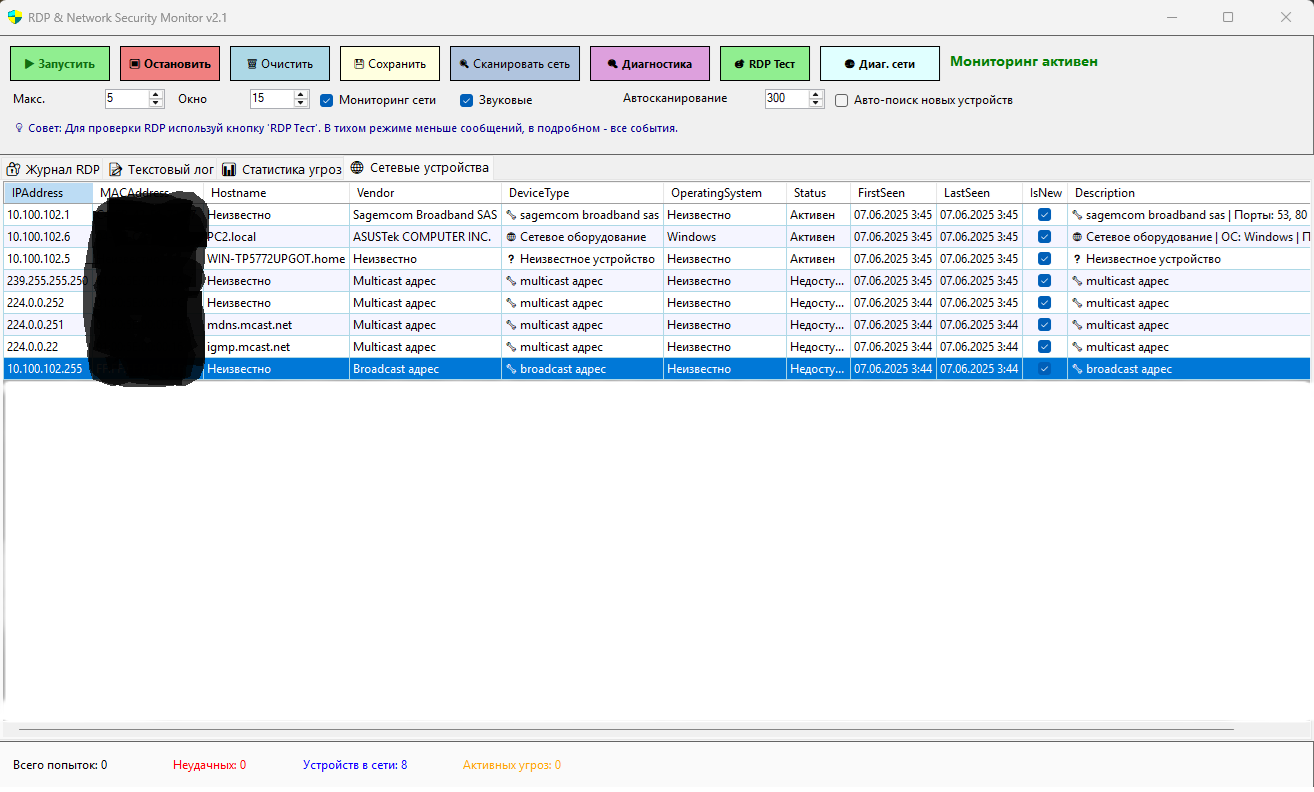 RDP & Network Security Monitor v2.1
Запустить Остановить Очистить Сохранить Сканировать сеть Диагностика RDP Тест Диаг. сети Мониторинг активен
Макс. 5 Окно 15 Мониторинг сети Звуковые Автосканирование 300 Авто-поиск новых устройств
Совет: Для проверки RDP используй кнопку 'RDP Тест'. В тихом режиме меньше сообщений, в подробном - все события.
Журнал RDP Текстовый лог Статистика угроз Сетевые устройства
IPAddress MACAddress Hostname Vendor DeviceType OperatingSystem Status FirstSeen LastSeen IsNew Description
10.100.102.1 Неизвестно Sagemcom Broadband SAS sagemcom broadband sas Неизвестно Активен 07.06.2025 3:45 07.06.2025 3:45 sagemcom broadband sas | Порты: 53, 80
10.100.102.6 PC2.local ASUSTek COMPUTER INC. Сетевое оборудование Windows Активен 07.06.2025 3:45 07.06.2025 3:45 Сетевое оборудование | ОС: Windows | П
10.100.102.5 WIN-TP5772UPGOT.home Неизвестно ? Неизвестное устройство Неизвестно Активен 07.06.2025 3:45 07.06.2025 3:45 ? Неизвестное устройство
239.255.255.250 Неизвестно Multicast адрес multicast адрес Неизвестно Недосту... 07.06.2025 3:45 07.06.2025 3:45 multicast адрес
224.0.0.252 Неизвестно Multicast адрес multicast адрес Неизвестно Недосту... 07.06.2025 3:44 07.06.2025 3:45 multicast адрес
224.0.0.251 mdns.mcast.net Multicast адрес multicast адрес Неизвестно Недосту... 07.06.2025 3:44 07.06.2025 3:44 multicast адрес
224.0.0.22 igmp.mcast.net Multicast адрес multicast адрес Неизвестно Недосту... 07.06.2025 3:44 07.06.2025 3:44 multicast адрес
10.100.102.255 Неизвестно Broadcast адрес broadcast адрес Неизвестно Недосту... 07.06.2025 3:44 07.06.2025 3:44 broadcast адрес
Всего попыток: 0 Неудачных: 0 Устройств в сети: 8 Активных угроз: 0